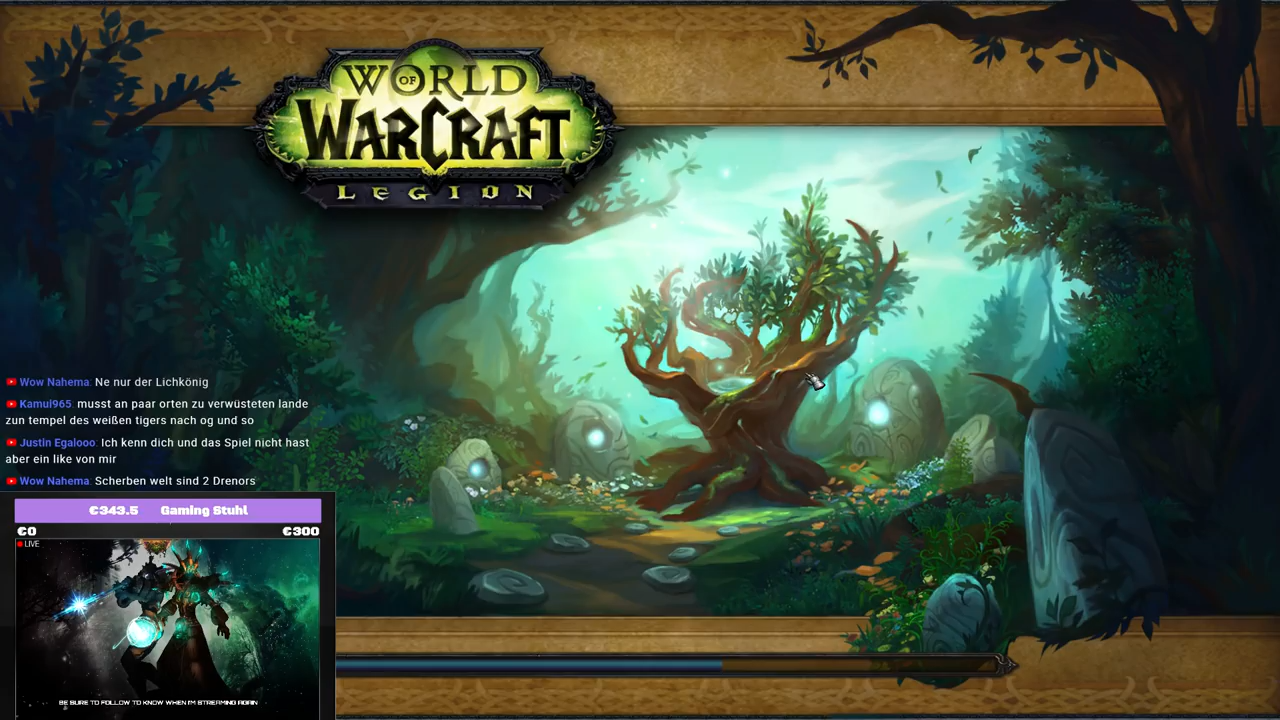 WORLD OF
WARCRAFT
LEGION
Wow Nahema: Ne nur der Lichkönig
Kamui965: musst an paar orten zu verwüsteten lande
zun tempel des weißen tigers nach og und so
Justin Egalooo: Ich kenn dich und das Spiel nicht hast
aber ein like von mir
Wow Nahema: Scherben welt sind 2 Drenors
€343.5 Gaming Stuhl
€0 €300
LIVE
BE SURE TO FOLLOW TO KNOW WHEN I'M STREAMING AGAIN